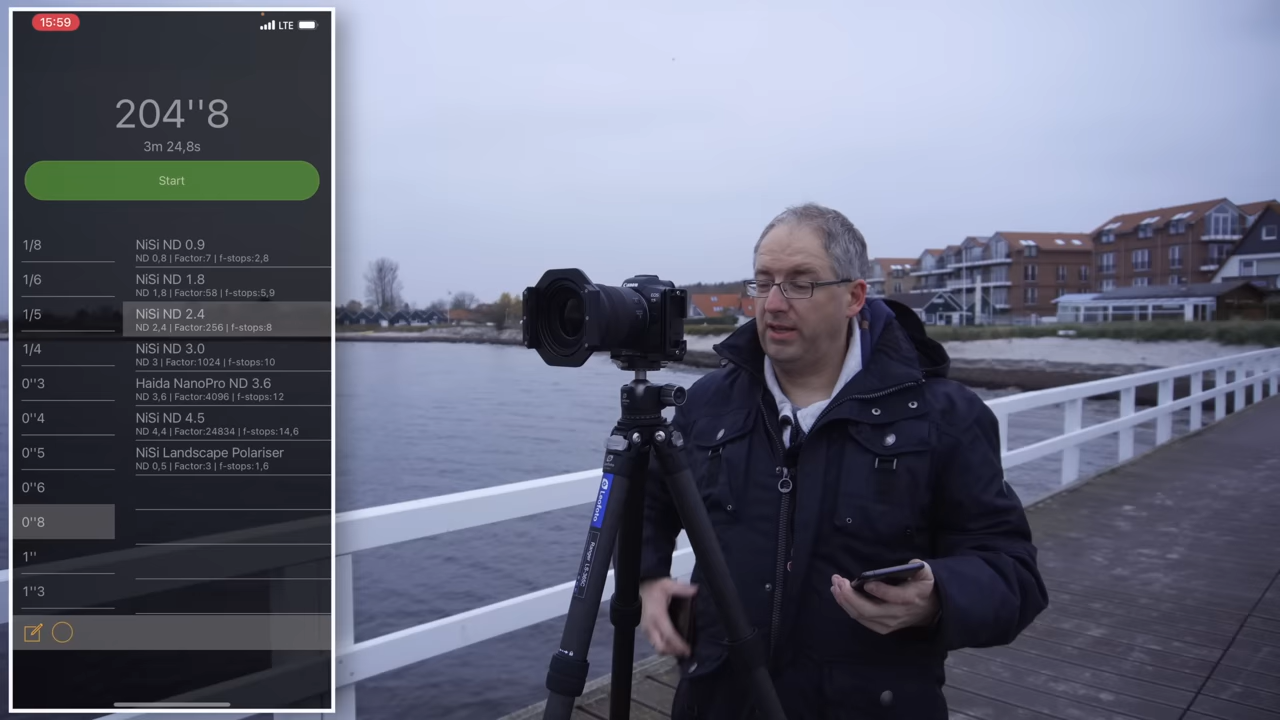 15:59
LTE
204''8
3m 24,8s
Start
1/8
NiSi ND 0.9
ND 0,8 | Factor:7 | f-stops:2,8
1/6
NiSi ND 1.8
ND 1,8 | Factor:58 | f-stops:5,9
1/5
NiSi ND 2.4
ND 2,4 | Factor:256 | f-stops:8
1/4
NiSi ND 3.0
ND 3 | Factor:1024 | f-stops:10
0''3
Haida NanoPro ND 3.6
ND 3,6 | Factor:4096 | f-stops:12
0''4
NiSi ND 4.5
ND 4,4 | Factor:24834 | f-stops:14,6
0''5
NiSi Landscape Polariser
ND 0,5 | Factor:3 | f-stops:1,6
0''6
0''8
1''
1''3
Canon
Leofoto
Ranger LS-365C